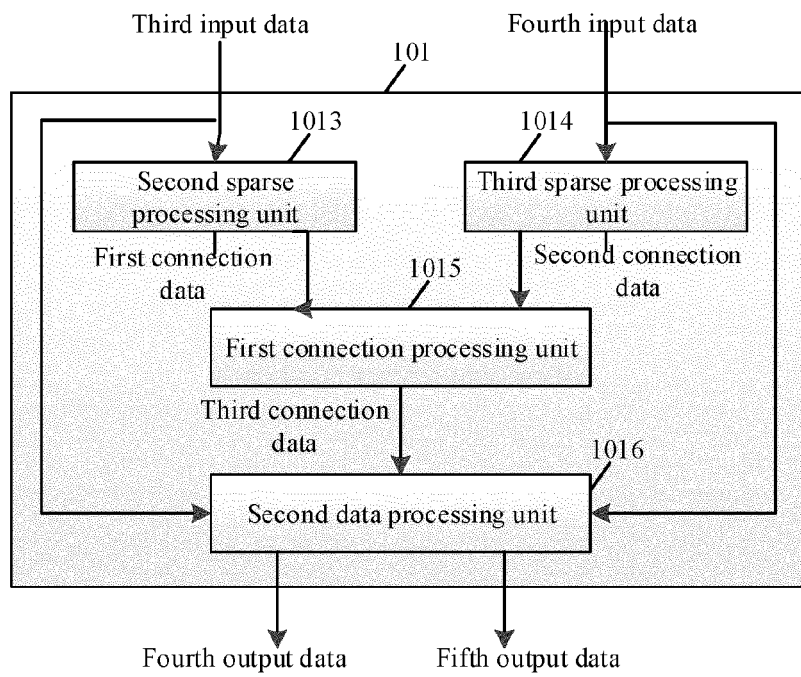 Third input data
Fourth input data
101
1013
1014
Second sparse
processing unit
Third sparse processing
unit
First connection
data
Second connection
data
1015
First connection processing unit
Third connection
data
1016
Second data processing unit
Fourth output data
Fifth output data